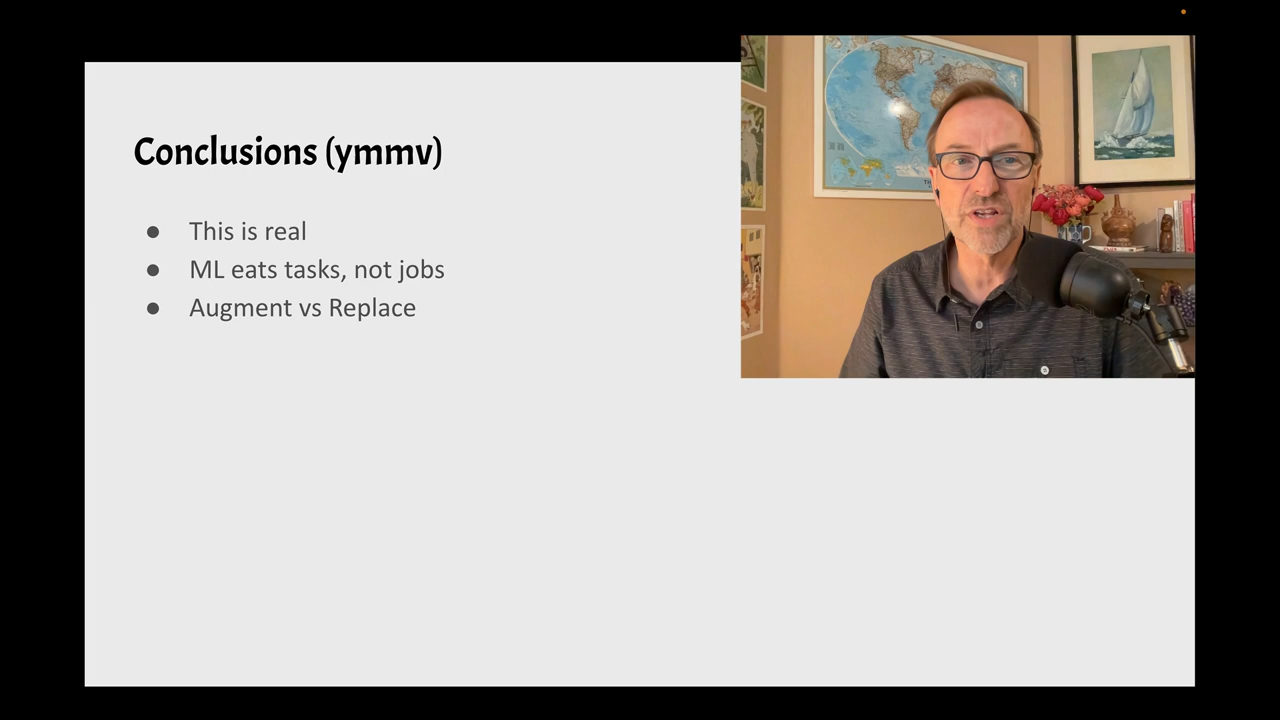 Conclusions (ymmv)
● This is real
● ML eats tasks, not jobs
● Augment vs Replace